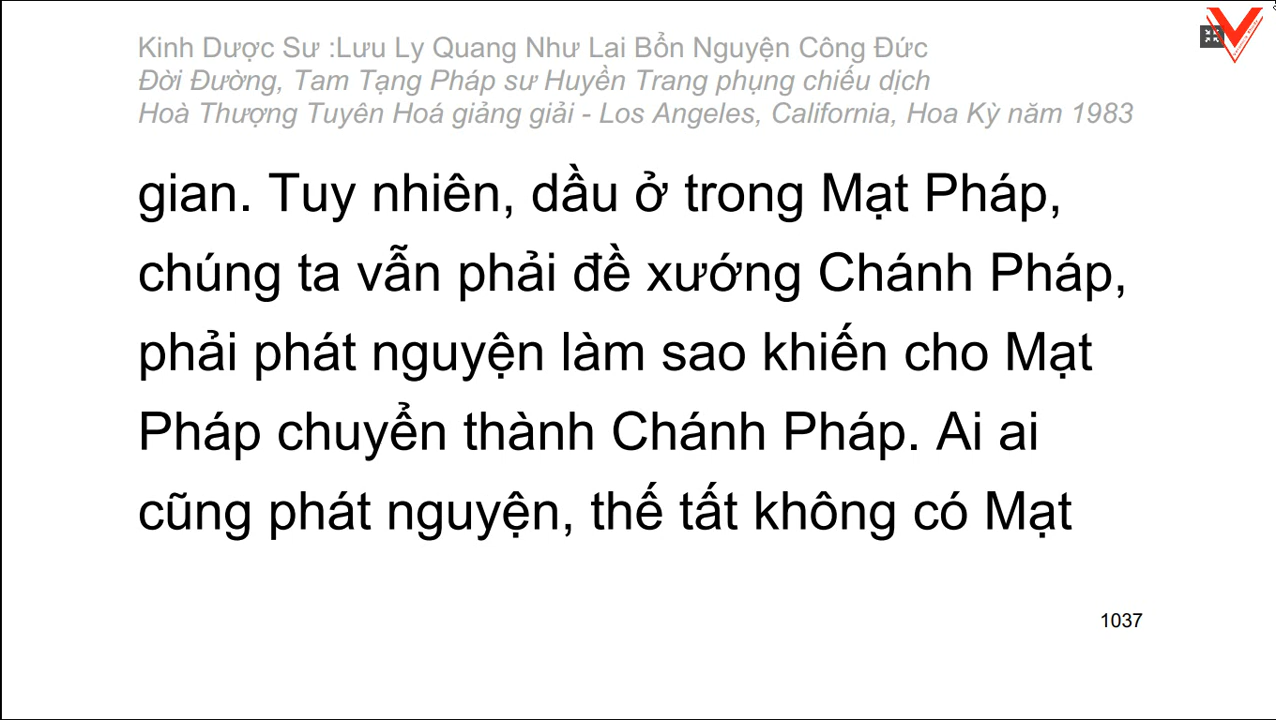 Kinh Dược Sư :Lưu Ly Quang Như Lai Bổn Nguyện Công Đức
Đời Đường, Tam Tạng Pháp sư Huyền Trang phụng chiếu dịch
Hoà Thượng Tuyên Hoá giảng giải - Los Angeles, California, Hoa Kỳ năm 1983
gian. Tuy nhiên, dầu ở trong Mạt Pháp,
chúng ta vẫn phải đề xướng Chánh Pháp,
phải phát nguyện làm sao khiến cho Mạt
Pháp chuyển thành Chánh Pháp. Ai ai
cũng phát nguyện, thế tất không có Mạt
1037